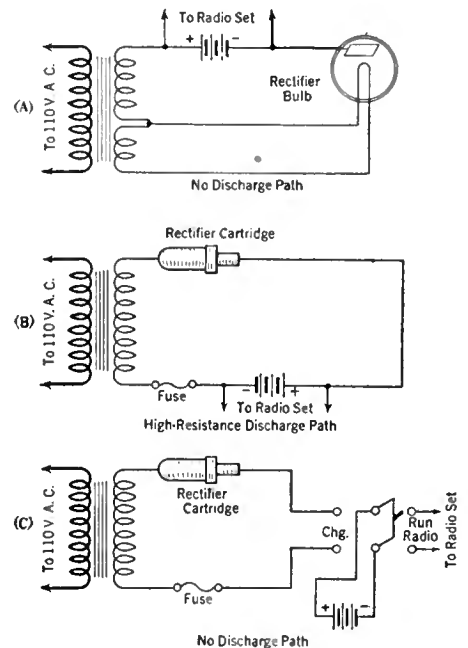 To Radio Set
+ −
(A)
To 110 V. A. C.
Rectifier
Bulb
No Discharge Path
Rectifier Cartridge
(B)
To 110 V. A. C.
Fuse
− +
To Radio Set
High-Resistance Discharge Path
(C)
To 110 V. A. C.
Rectifier
Cartridge
Fuse
Chg.
Run
Radio
To Radio Set
+ −
No Discharge Path